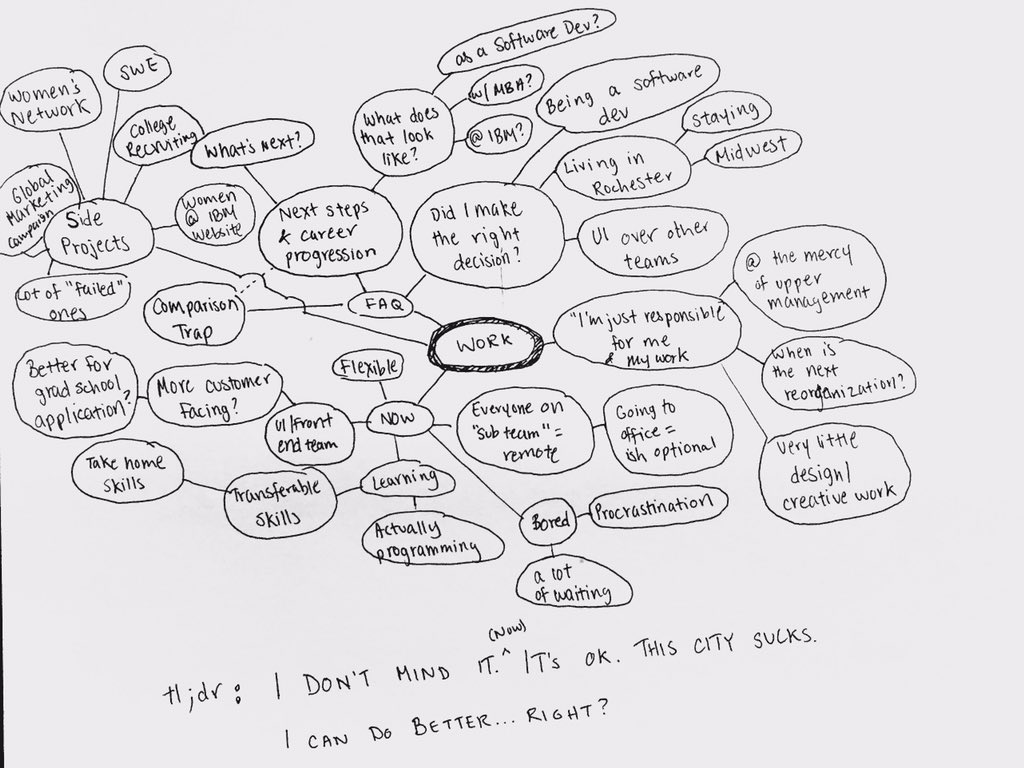 as a Software Dev?
SWE
Women's
Network
w/ MBA?
Being a software
dev
College
Recruiting
What's Next?
What does
that look
like?
@ IBM?
Staying
Midwest
Living in
Rochester
Global
Marketing
Campaign
Side
Projects
Women
@ IBM
Website
Next steps
& career
progression
Did I make
the right
decision?
UI over other
teams
@ the mercy
of upper
management
Lot of "failed"
ones
Comparison
Trap
FAQ
WORK
"I'm just responsible
for me
& my work
When is
the next
reorganization?
Flexible
Better for
grad school
application?
More customer
Facing?
UI/Front
end team
NOW
Everyone on
"sub team" =
remote
Going to
office =
ish optional
Very little
design/
creative work
Take home
skills
Transferable
skills
Learning
Actually
programming
Bored
Procrastination
a lot
of waiting
(Now)
tl;dr: I DON'T MIND IT. ^ IT'S OK. THIS CITY SUCKS.
I CAN DO BETTER... RIGHT?